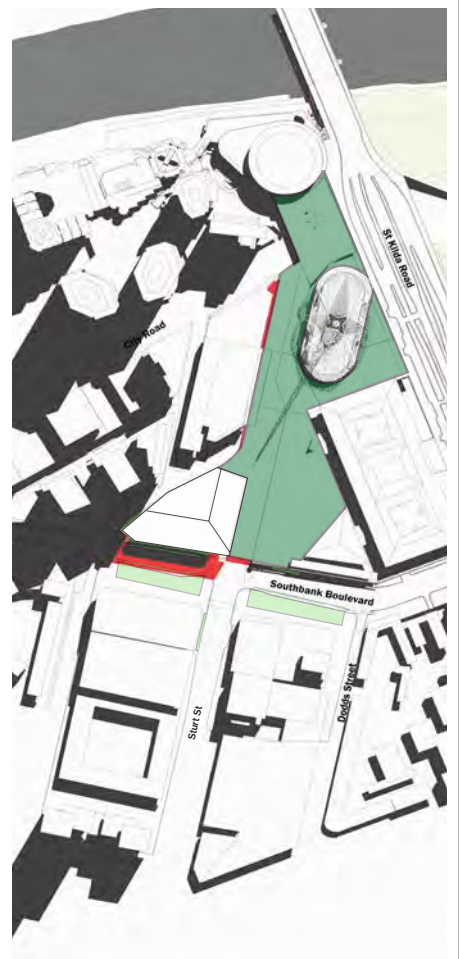 St Kilda Road
City Road
Southbank Boulevard
Dodds Street
Sturt St